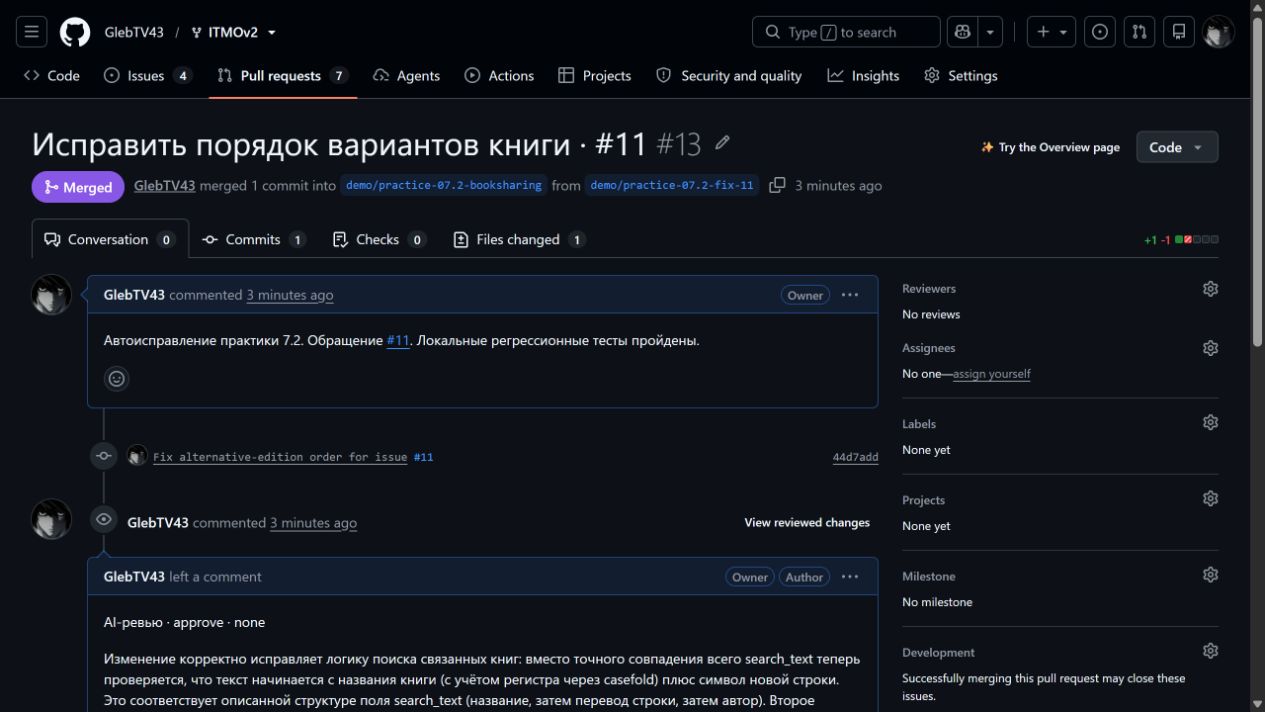 GlebTV43 / ITMOv2
Type / to search
Code
Issues 4
Pull requests 7
Agents
Actions
Projects
Security and quality
Insights
Settings
Исправить порядок вариантов книги · #11 #13
Try the Overview page
Code
Merged
GlebTV43 merged 1 commit into demo/practice-07.2-booksharing from demo/practice-07.2-fix-11 3 minutes ago
Conversation 0
Commits 1
Checks 0
Files changed 1
+1 -1
GlebTV43 commented 3 minutes ago
Owner
Автоисправление практики 7.2. Обращение #11. Локальные регрессионные тесты пройдены.
Fix alternative-edition order for issue #11
44d7add
GlebTV43 commented 3 minutes ago
View reviewed changes
GlebTV43 left a comment
Owner
Author
AI-ревью · approve · none
Изменение корректно исправляет логику поиска связанных книг: вместо точного совпадения всего search_text теперь
проверяется, что текст начинается с названия книги (с учётом регистра через casefold) плюс символ новой строки.
Это соответствует описанной структуре поля search_text (название, затем перевод строки, затем автор). Второе
Reviewers
No reviews
Assignees
No one—assign yourself
Labels
None yet
Projects
None yet
Milestone
No milestone
Development
Successfully merging this pull request may close these
issues.